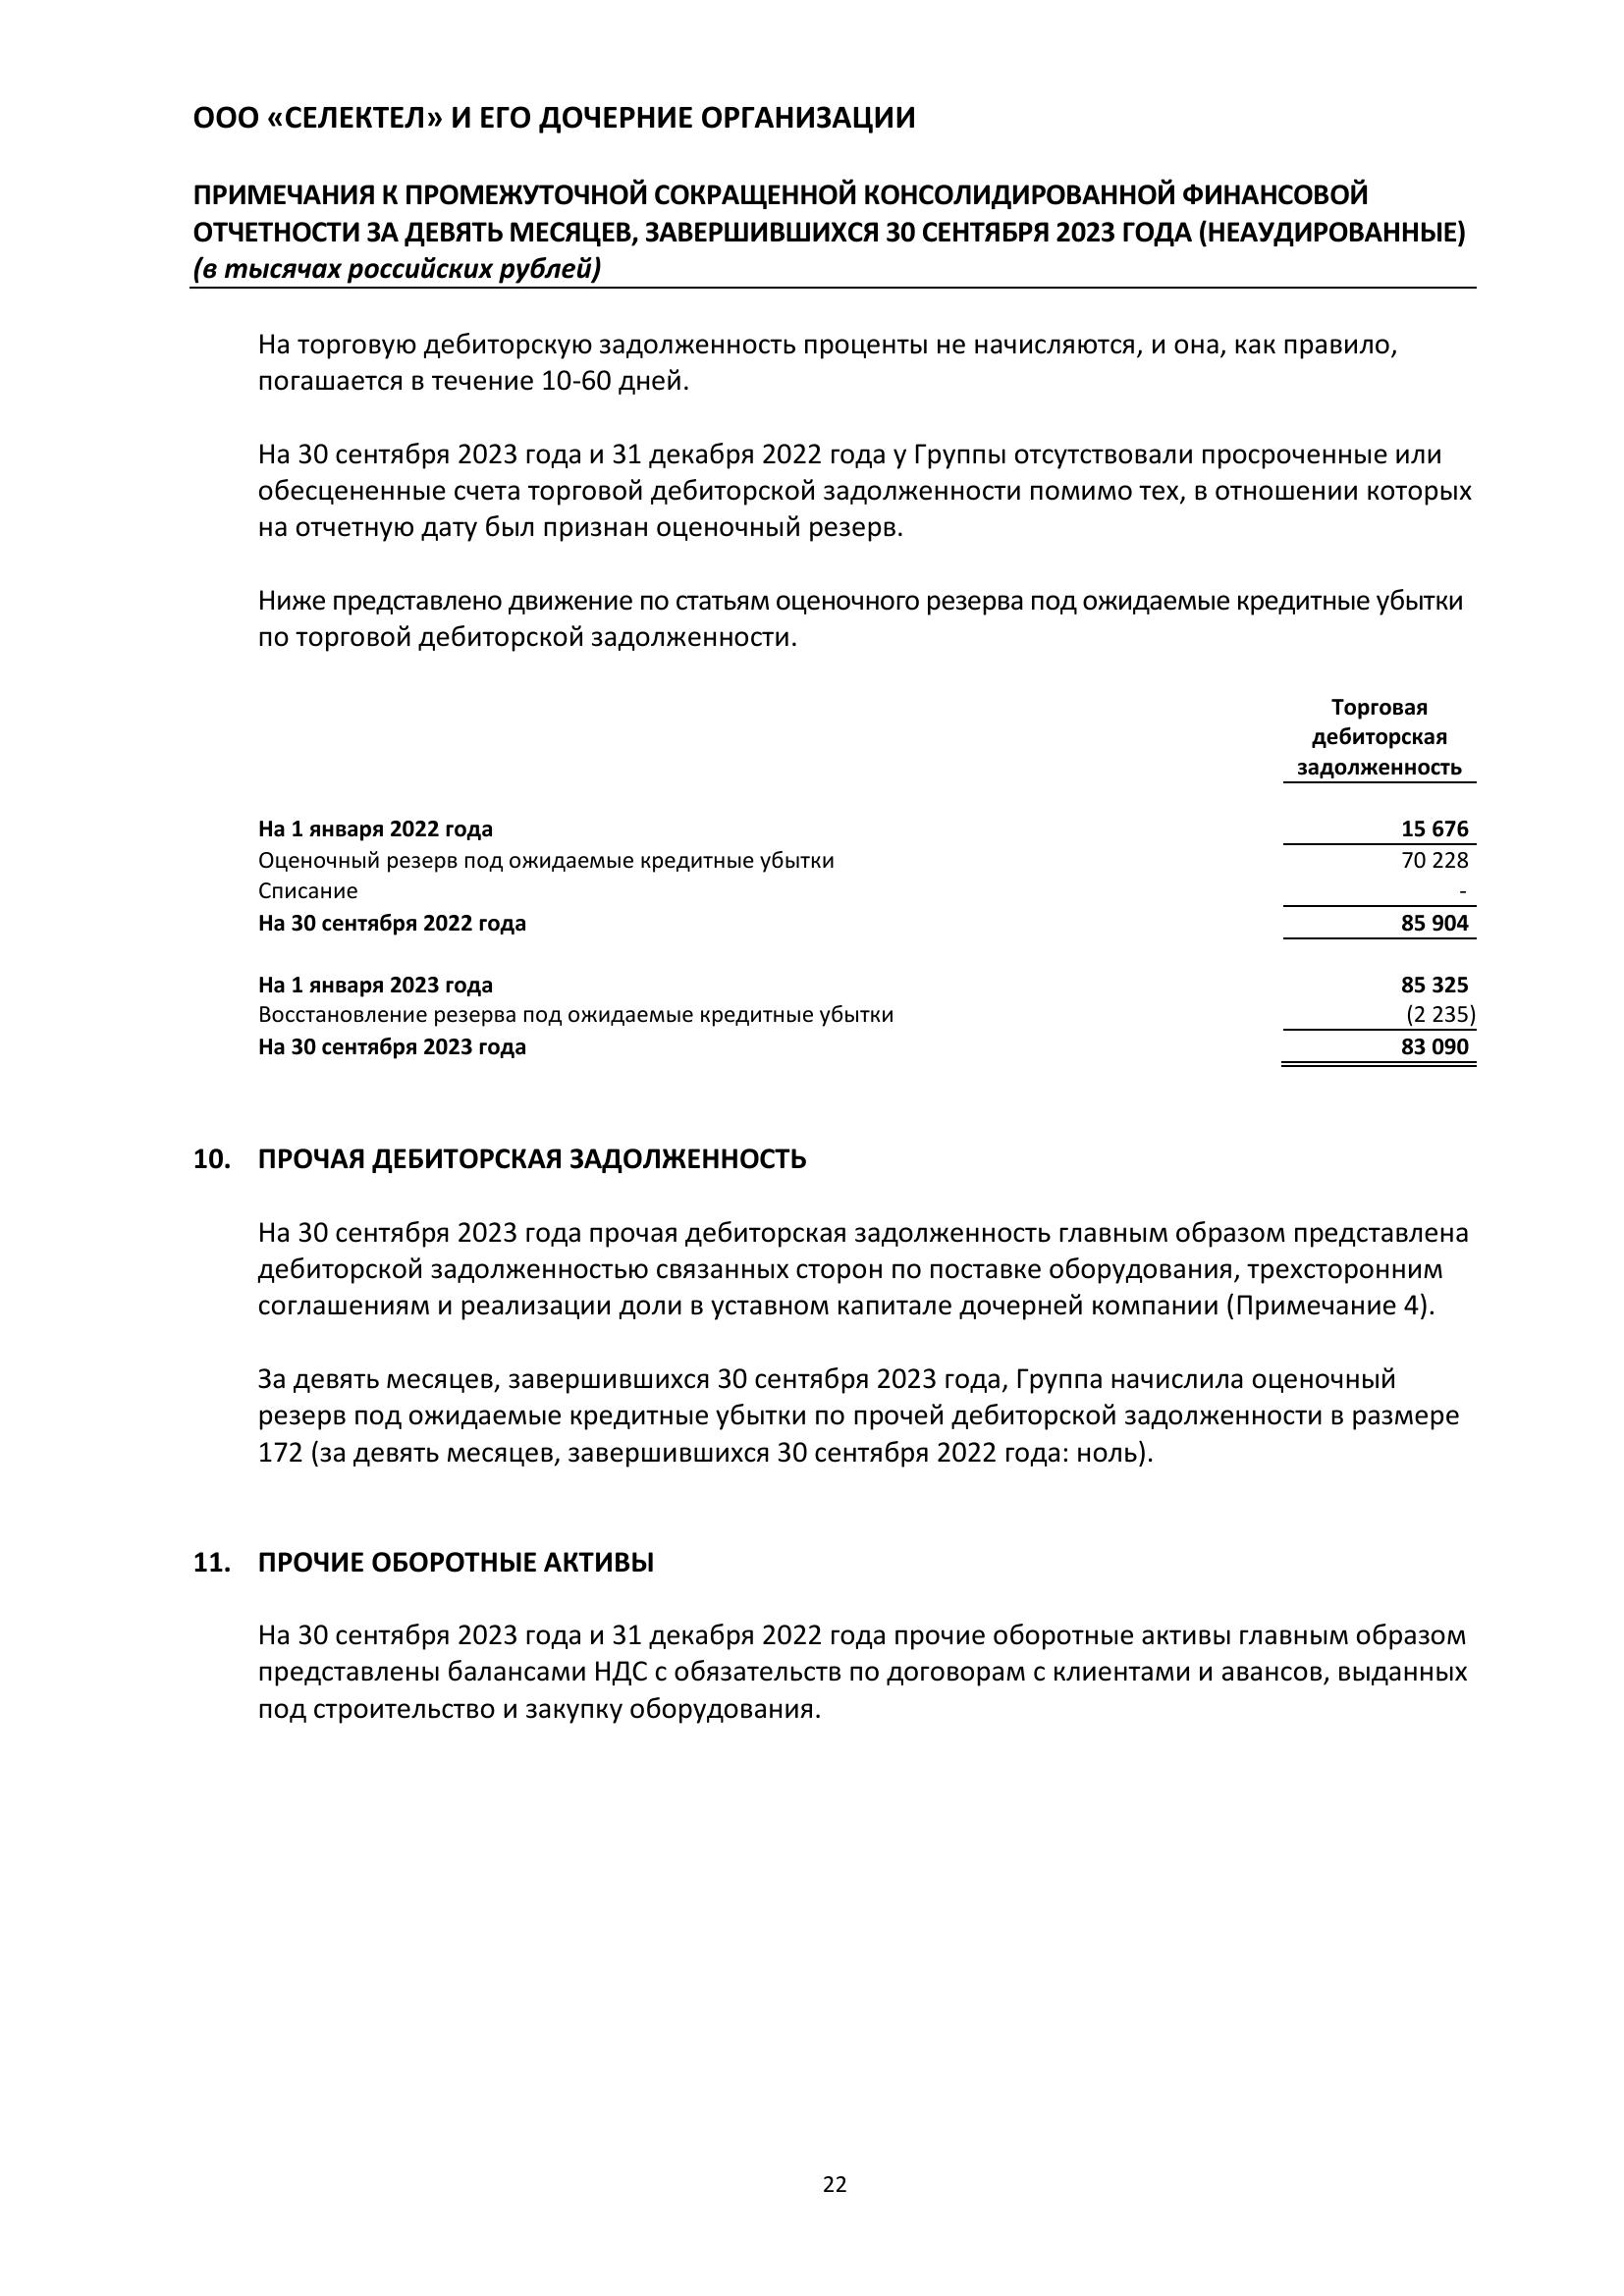 ООО «СЕЛЕКТЕЛ» И ЕГО ДОЧЕРНИЕ ОРГАНИЗАЦИИ
ПРИМЕЧАНИЯ К ПРОМЕЖУТОЧНОЙ СОКРАЩЕННОЙ КОНСОЛИДИРОВАННОЙ ФИНАНСОВОЙ
ОТЧЕТНОСТИ ЗА ДЕВЯТЬ МЕСЯЦЕВ, ЗАВЕРШИВШИХСЯ 30 СЕНТЯБРЯ 2023 ГОДА (НЕАУДИРОВАННЫЕ)
(в тысячах российских рублей)
На торговую дебиторскую задолженность проценты не начисляются, и она, как правило,
погашается в течение 10-60 дней.
На 30 сентября 2023 года и 31 декабря 2022 года у Группы отсутствовали просроченные или
обесцененные счета торговой дебиторской задолженности помимо тех, в отношении которых
на отчетную дату был признан оценочный резерв.
Ниже представлено движение по статьям оценочного резерва под ожидаемые кредитные убытки
по торговой дебиторской задолженности.
Торговая
дебиторская
задолженность
На 1 января 2022 года 15 676
Оценочный резерв под ожидаемые кредитные убытки 70 228
Списание -
На 30 сентября 2022 года 85 904
На 1 января 2023 года 85 325
Восстановление резерва под ожидаемые кредитные убытки (2 235)
На 30 сентября 2023 года 83 090
10. ПРОЧАЯ ДЕБИТОРСКАЯ ЗАДОЛЖЕННОСТЬ
На 30 сентября 2023 года прочая дебиторская задолженность главным образом представлена
дебиторской задолженностью связанных сторон по поставке оборудования, трехсторонним
соглашениям и реализации доли в уставном капитале дочерней компании (Примечание 4).
За девять месяцев, завершившихся 30 сентября 2023 года, Группа начислила оценочный
резерв под ожидаемые кредитные убытки по прочей дебиторской задолженности в размере
172 (за девять месяцев, завершившихся 30 сентября 2022 года: ноль).
11. ПРОЧИЕ ОБОРОТНЫЕ АКТИВЫ
На 30 сентября 2023 года и 31 декабря 2022 года прочие оборотные активы главным образом
представлены балансами НДС с обязательств по договорам с клиентами и авансов, выданных
под строительство и закупку оборудования.
22